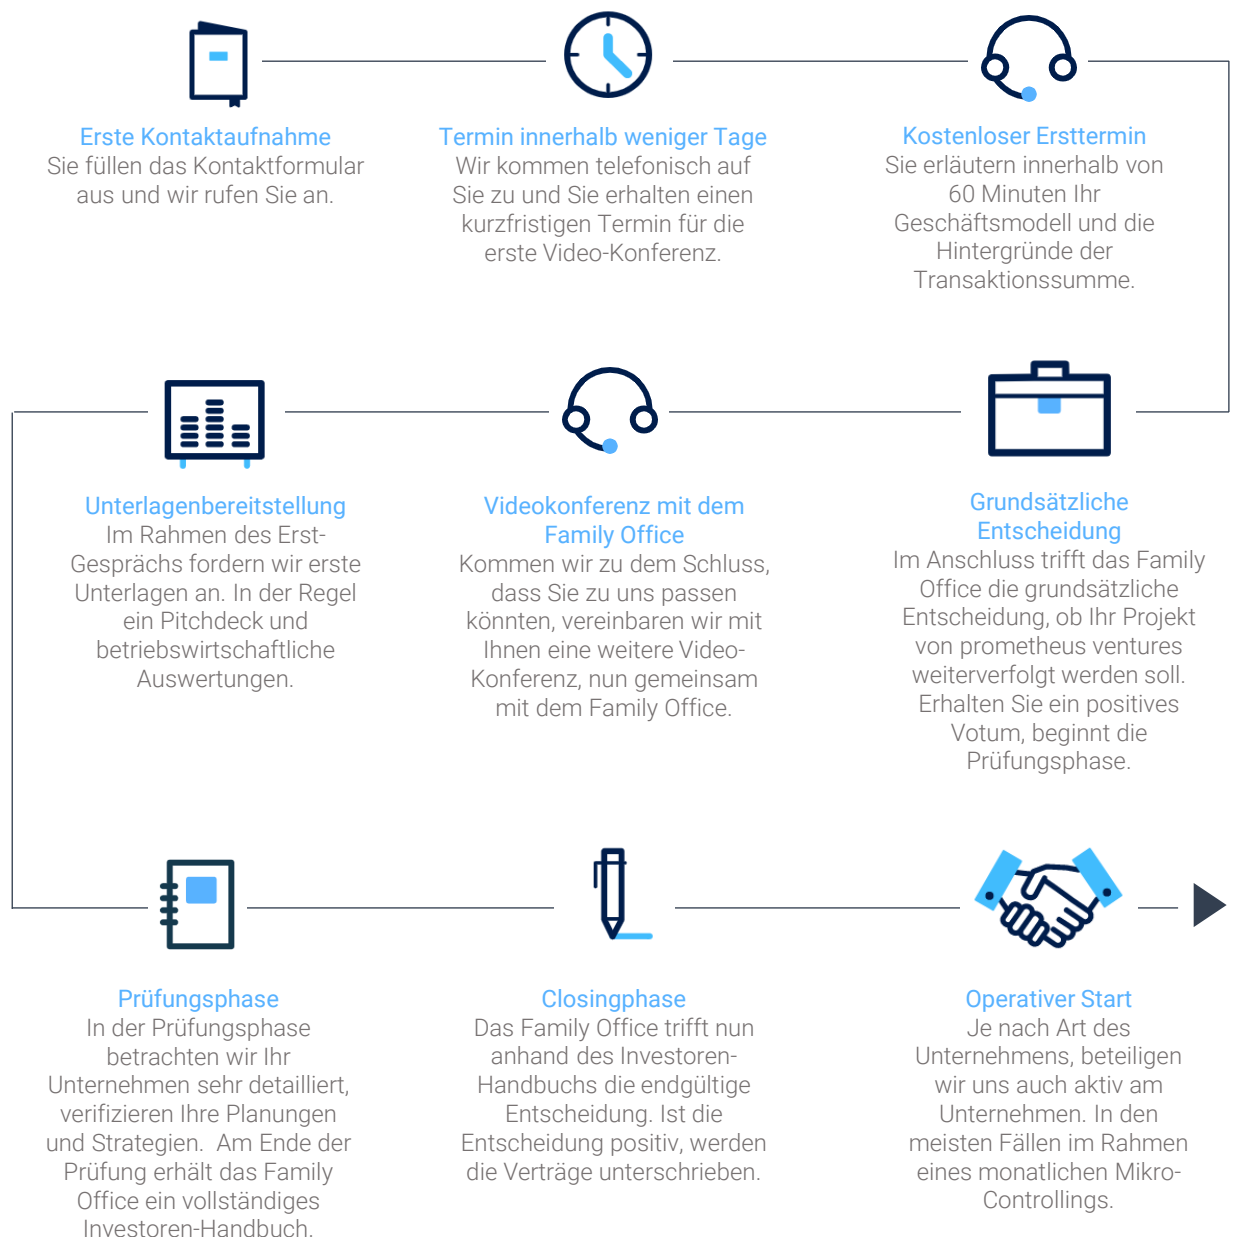 Erste Kontaktaufnahme
Sie füllen das Kontaktformular
aus und wir rufen Sie an.
Termin innerhalb weniger Tage
Wir kommen telefonisch auf
Sie zu und Sie erhalten einen
kurzfristigen Termin für die
erste Video-Konferenz.
Kostenloser Ersttermin
Sie erläutern innerhalb von
60 Minuten Ihr
Geschäftsmodell und die
Hintergründe der
Transaktionssumme.
Unterlagenbereitstellung
Im Rahmen des Erst-
Gesprächs fordern wir erste
Unterlagen an. In der Regel
ein Pitchdeck und
betriebswirtschaftliche
Auswertungen.
Videokonferenz mit dem
Family Office
Kommen wir zu dem Schluss,
dass Sie zu uns passen
könnten, vereinbaren wir mit
Ihnen eine weitere Video-
Konferenz, nun gemeinsam
mit dem Family Office.
Grundsätzliche
Entscheidung
Im Anschluss trifft das Family
Office die grundsätzliche
Entscheidung, ob Ihr Projekt
von prometheus ventures
weiterverfolgt werden soll.
Erhalten Sie ein positives
Votum, beginnt die
Prüfungsphase.
Prüfungsphase
In der Prüfungsphase
betrachten wir Ihr
Unternehmen sehr detailliert,
verifizieren Ihre Planungen
und Strategien.  Am Ende der
Prüfung erhält das Family
Office ein vollständiges
Investoren-Handbuch.
Closingphase
Das Family Office trifft nun
anhand des Investoren-
Handbuchs die endgültige
Entscheidung. Ist die
Entscheidung positiv, werden
die Verträge unterschrieben.
Operativer Start
Je nach Art des
Unternehmens, beteiligen
wir uns auch aktiv am
Unternehmen. In den
meisten Fällen im Rahmen
eines monatlichen Mikro-
Controllings.